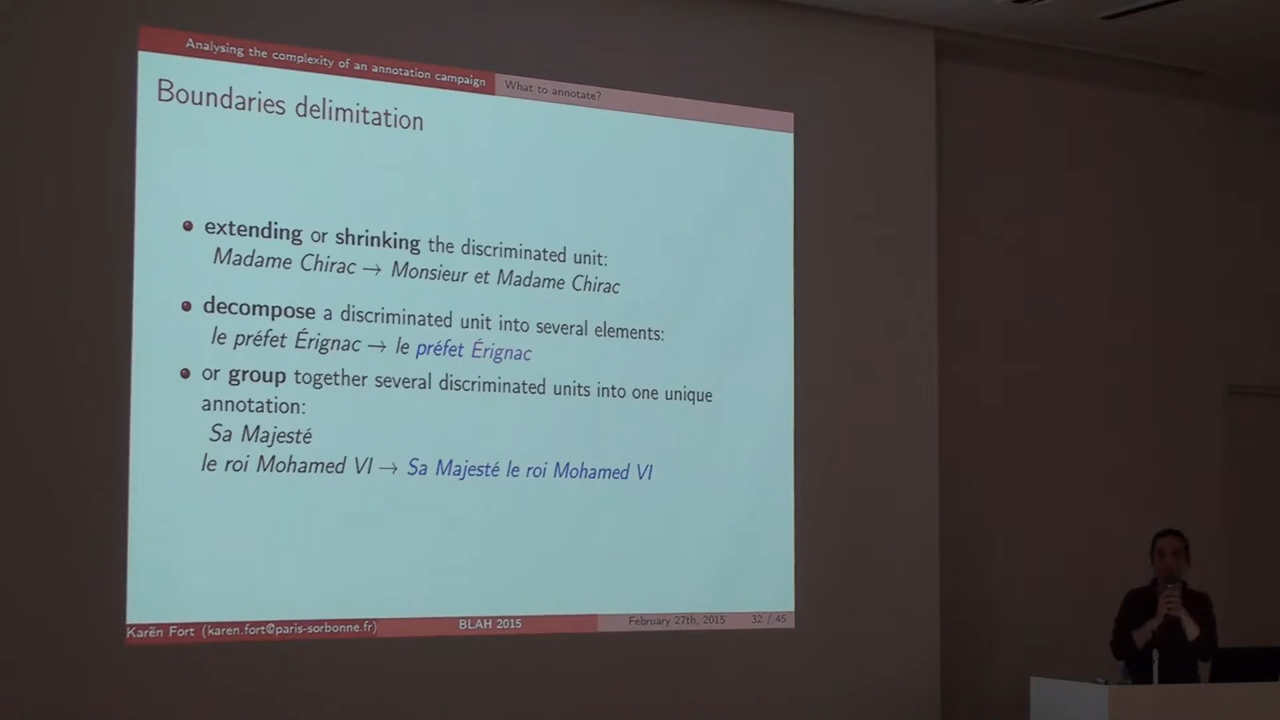 Analysing the complexity of an annotation campaign What to annotate?
Boundaries delimitation
extending or shrinking the discriminated unit:
Madame Chirac → Monsieur et Madame Chirac
decompose a discriminated unit into several elements:
le préfet Érignac → le préfet Érignac
or group together several discriminated units into one unique
annotation:
Sa Majesté
le roi Mohamed VI → Sa Majesté le roi Mohamed VI
Karën Fort (karen.fort@paris-sorbonne.fr) BLAH 2015 February 27th, 2015 32 / 45